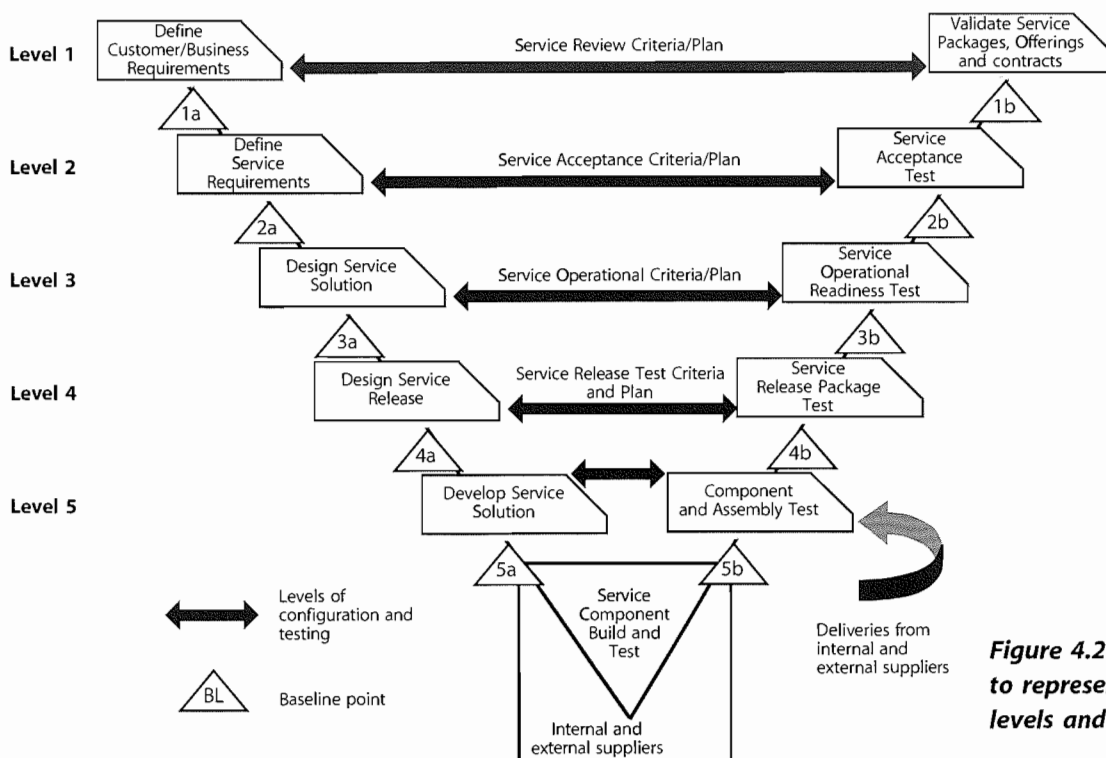 Level 1
Define
Customer/Business
Requirements
Service Review Criteria/Plan
Validate Service
Packages, Offerings
and contracts
1a
1b
Level 2
Define
Service
Requirements
Service Acceptance Criteria/Plan
Service
Acceptance
Test
2a
2b
Level 3
Design Service
Solution
Service Operational Criteria/Plan
Service
Operational
Readiness Test
3a
3b
Level 4
Design Service
Release
Service Release Test Criteria
and Plan
Service
Release Package
Test
4a
4b
Level 5
Develop Service
Solution
Component
and Assembly Test
5a
5b
Service
Component
Build and
Test
Levels of
configuration and
testing
BL
Baseline point
Internal and
external suppliers
Deliveries from
internal and
external suppliers
Figure 4.2
to represe
levels and